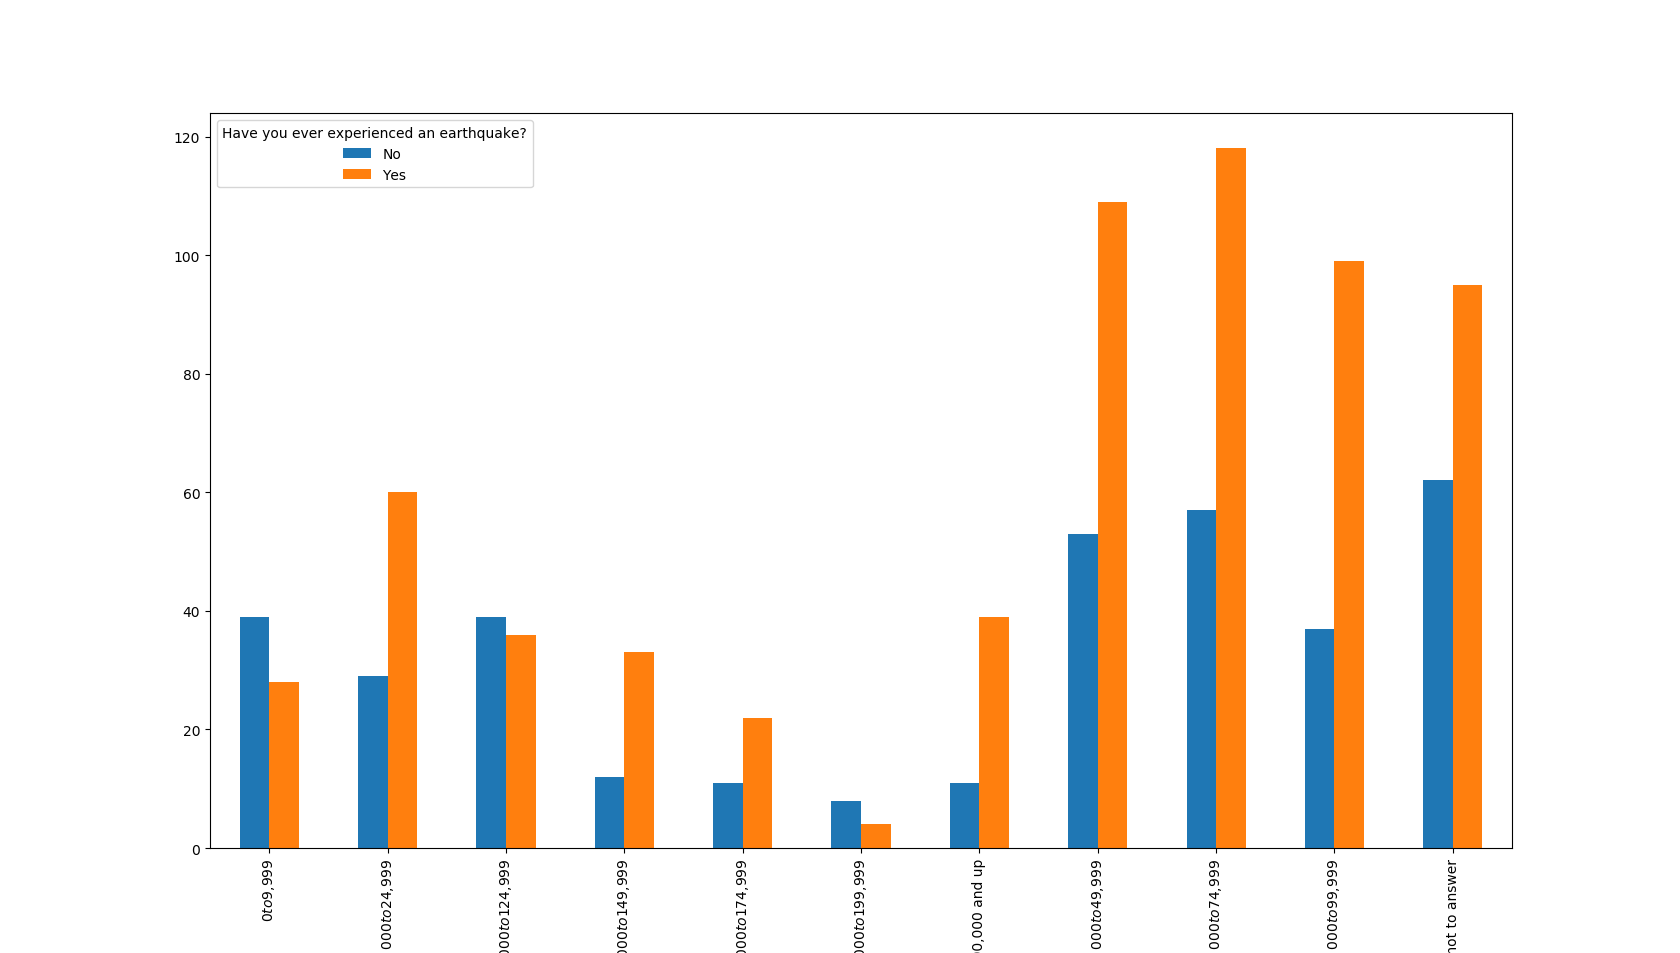 Have you ever experienced an earthquake?
No
Yes
120
100
80
60
40
20
0
0to9,999
000to24,999
000to124,999
000to149,999
000to174,999
000to199,999
0,000 and up
000to49,999
000to74,999
000to99,999
not to answer